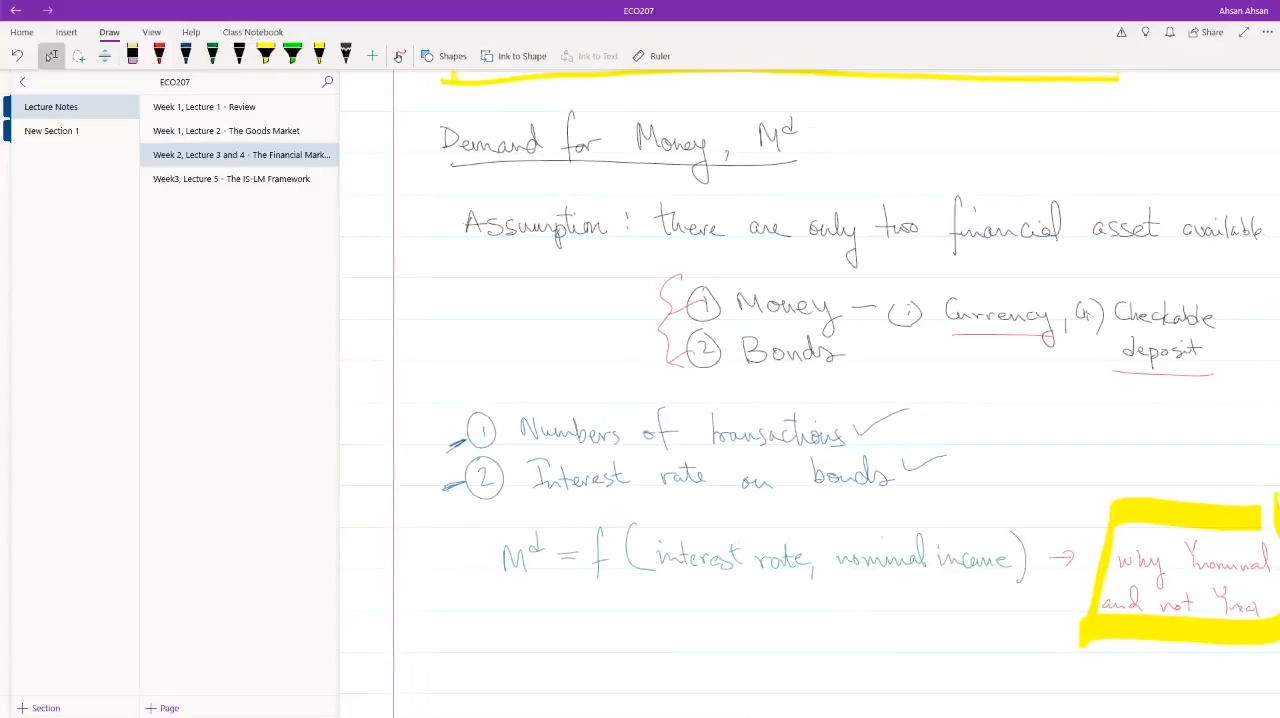 ECO207
Ahsan Ahsan
Home Insert Draw View Help Class Notebook
Share
Shapes Ink to Shape Ink to Text Ruler
ECO207
Lecture Notes
New Section 1
Week 1, Lecture 1 - Review
Week 1, Lecture 2 - The Goods Market
Week 2, Lecture 3 and 4 - The Financial Mark...
Week3, Lecture 5 - The IS-LM Framework
Demand for Money, Mᵈ
Assumption : there are only two financial asset available
① Money — (i) Currency, (ii) Checkable
deposit
② Bonds
① Numbers of transactions ✓
② Interest rate on bonds ✓
Mᵈ = f (interest rate, nominal income) →
why Ynominal
and not Yreal
+ Section
+ Page